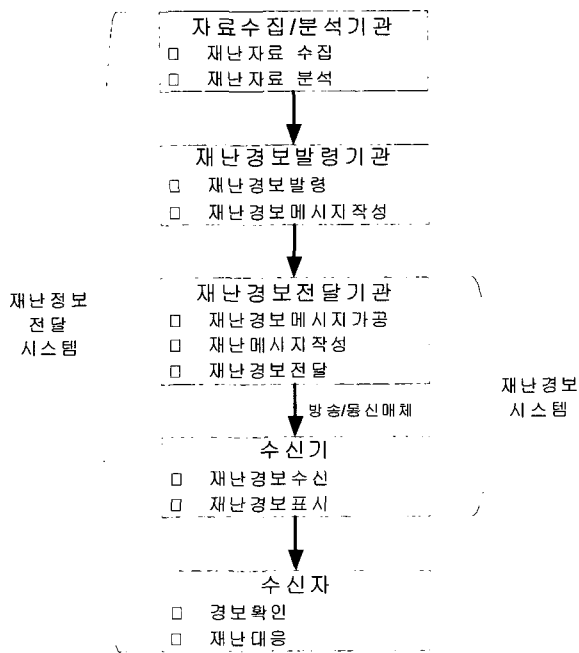 자료수집/분석기관
□ 재난자료 수집
□ 재난자료 분석
재난경보발령기관
□ 재난경보발령
□ 재난경보메시지작성
재난정보
전달
시스템
재난경보전달기관
□ 재난경보메시지가공
□ 재난메시지작성
□ 재난경보전달
방송/통신매체
재난경보
시스템
수신기
□ 재난경보수신
□ 재난경보표시
수신자
□ 경보확인
□ 재난대응